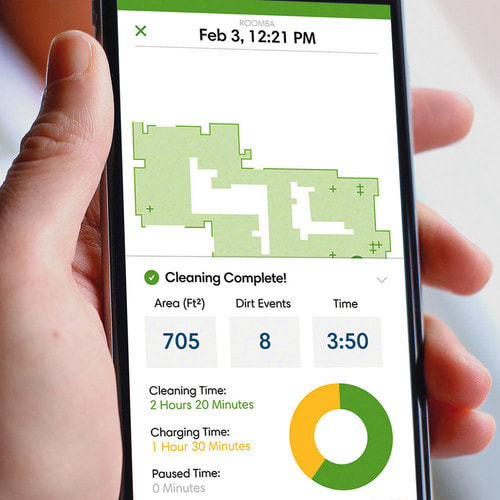 ROOMBA
Feb 3, 12:21 PM
Cleaning Complete!
Area (Ft²) Dirt Events Time
705 8 3:50
Cleaning Time:
2 Hours 20 Minutes
Charging Time:
1 Hour 30 Minutes
Paused Time:
0 Minutes